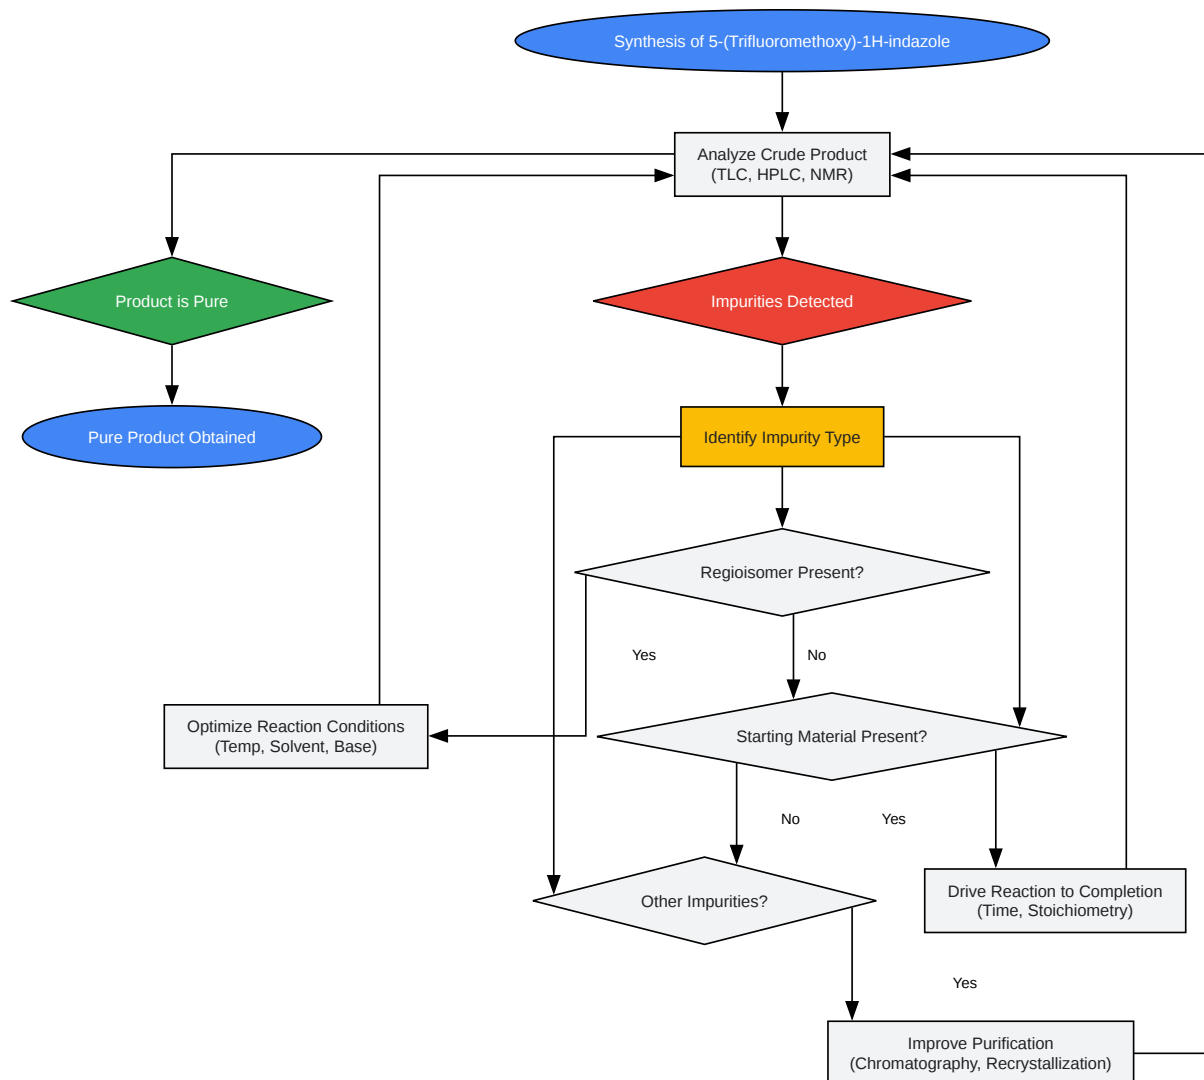 Synthesis of 5-(Trifluoromethoxy)-1H-indazole
Analyze Crude Product
(TLC, HPLC, NMR)
Product is Pure
Impurities Detected
Pure Product Obtained
Identify Impurity Type
Regioisomer Present?
Yes
No
Optimize Reaction Conditions
(Temp, Solvent, Base)
Starting Material Present?
No
Yes
Other Impurities?
Drive Reaction to Completion
(Time, Stoichiometry)
Yes
Improve Purification
(Chromatography, Recrystallization)